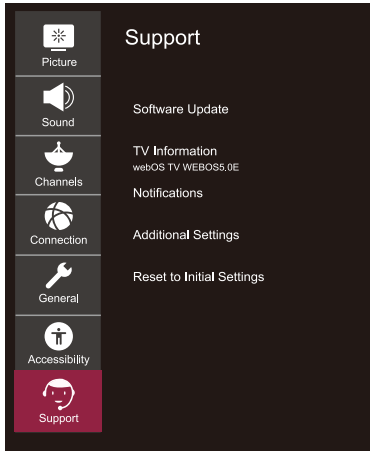 Picture
Sound
Channels
Connection
General
Accessibility
Support
Support
Software Update
TV Information
webOS TV WEBOS5,0E
Notifications
Additional Settings
Reset to Initial Settings